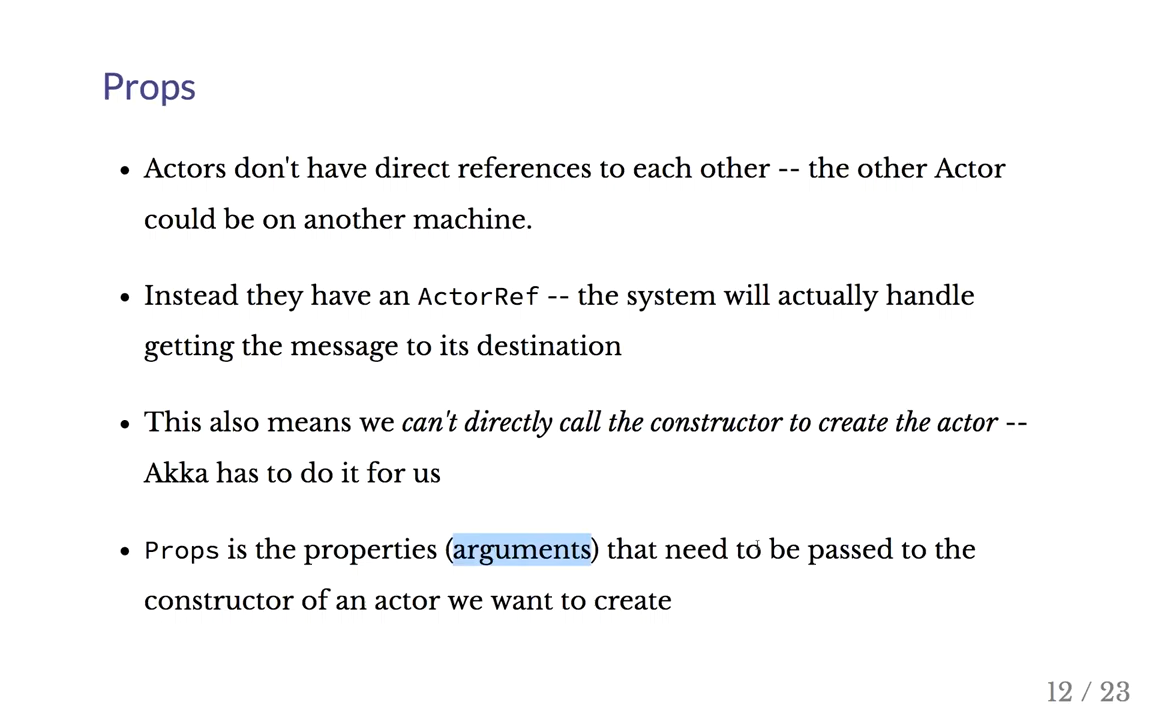 Props
• Actors don't have direct references to each other -- the other Actor
could be on another machine.
• Instead they have an ActorRef -- the system will actually handle
getting the message to its destination
• This also means we can't directly call the constructor to create the actor --
Akka has to do it for us
• Props is the properties (arguments) that need to be passed to the
constructor of an actor we want to create
12 / 23